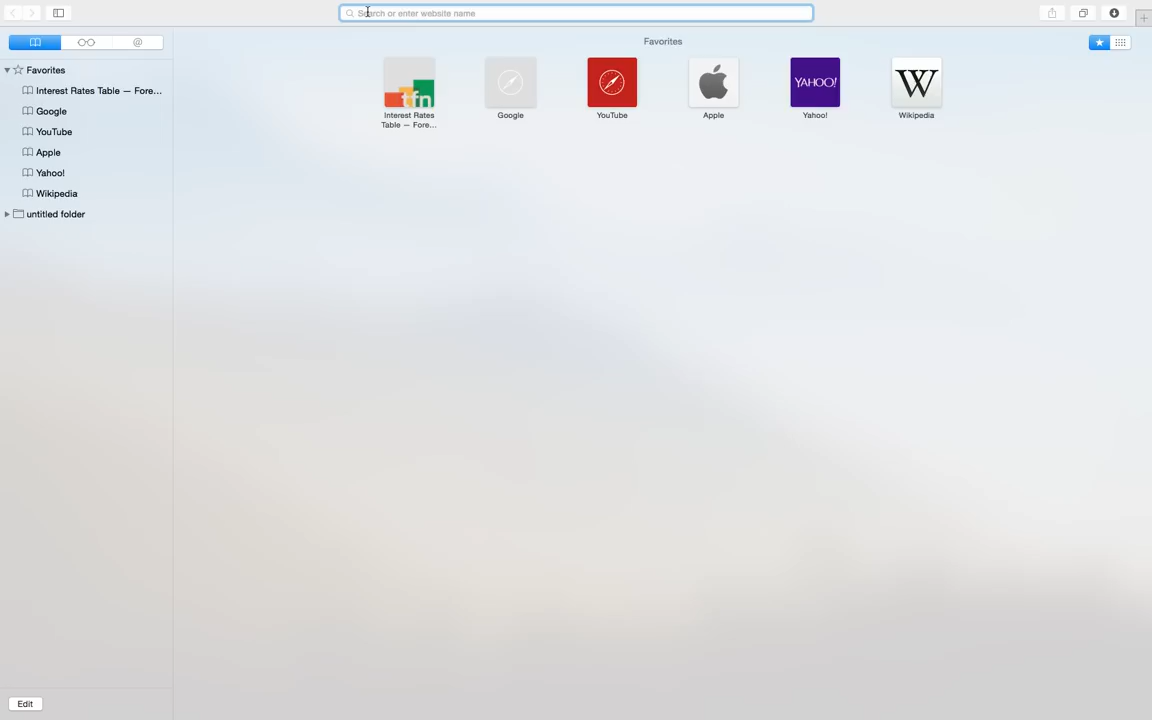 Search or enter website name
@
Favorites
Interest Rates Table — Fore...
Google
YouTube
Apple
Yahoo!
Wikipedia
untitled folder
Edit
Favorites
tfn
YAHOO!
W
Interest Rates
Table — Fore...
Google
YouTube
Apple
Yahoo!
Wikipedia